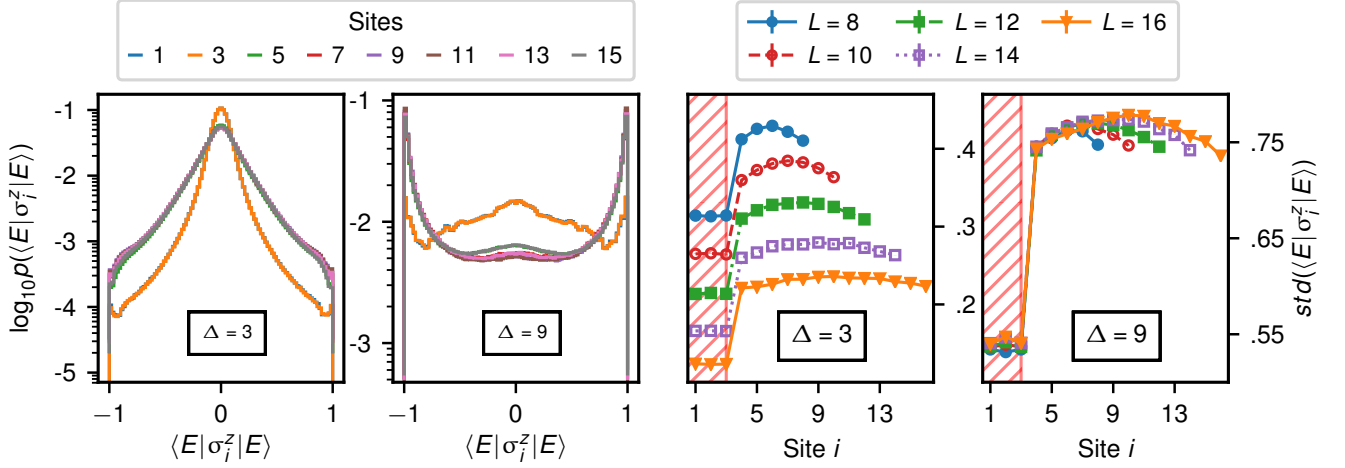 Sites
1 3 5 7 9 11 13 15
L = 8 L = 12 L = 16
L = 10 L = 14
log₁₀p(⟨E|σᵢᶻ|E⟩)
-1
-2
-3
-4
-5
Δ = 3
−1 0 1
⟨E|σᵢᶻ|E⟩
-1
-2
-3
Δ = 9
−1 0 1
⟨E|σᵢᶻ|E⟩
.4
.3
.2
Δ = 3
1 5 9 13
Site i
.75
.65
.55
Δ = 9
1 5 9 13
Site i
std(⟨E|σᵢᶻ|E⟩)